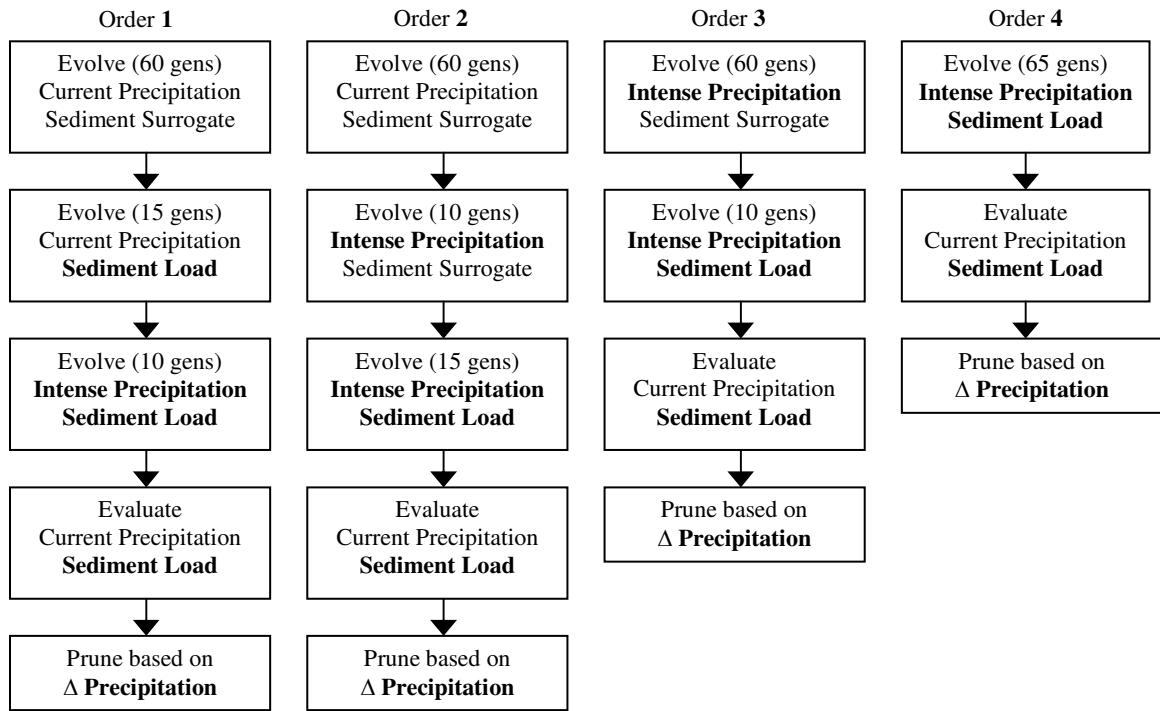 Order 1
Evolve (60 gens)
Current Precipitation
Sediment Surrogate
Evolve (15 gens)
Current Precipitation
Sediment Load
Evolve (10 gens)
Intense Precipitation
Sediment Load
Evaluate
Current Precipitation
Sediment Load
Prune based on
Δ Precipitation
Order 2
Evolve (60 gens)
Current Precipitation
Sediment Surrogate
Evolve (10 gens)
Intense Precipitation
Sediment Surrogate
Evolve (15 gens)
Intense Precipitation
Sediment Load
Evaluate
Current Precipitation
Sediment Load
Prune based on
Δ Precipitation
Order 3
Evolve (60 gens)
Intense Precipitation
Sediment Surrogate
Evolve (10 gens)
Intense Precipitation
Sediment Load
Evaluate
Current Precipitation
Sediment Load
Prune based on
Δ Precipitation
Order 4
Evolve (65 gens)
Intense Precipitation
Sediment Load
Evaluate
Current Precipitation
Sediment Load
Prune based on
Δ Precipitation